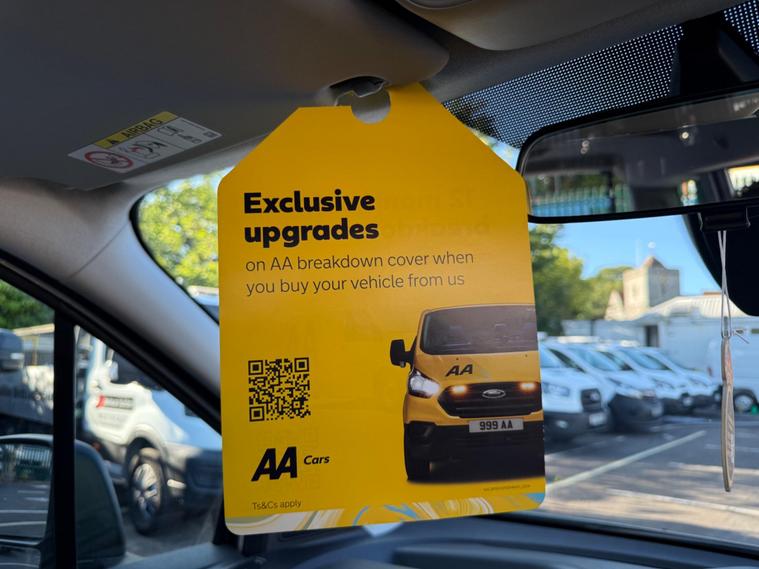 AIRBAG
Exclusive
upgrades
on AA breakdown cover when
you buy your vehicle from us
AA
999 AA
AA Cars
Ts&Cs apply